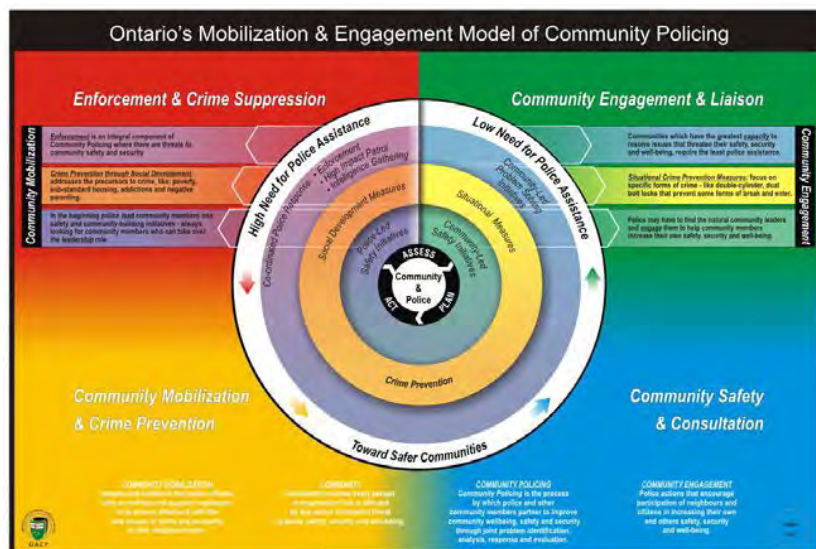 Ontario's Mobilization & Engagement Model of Community Policing
Enforcement & Crime Suppression
Community Engagement & Liaison
Community Mobilization
Enforcement is an integral component of
Community Policing where there are threats to
community safety and security.
Crime Prevention through Social Development
addresses the precursors to crime, like: poverty,
sub-standard housing, addictions and negative
parenting.
In the beginning police lead community members into
safety and community-building initiatives - always
looking for community members who can take over
the leadership role.
High Need for Police Assistance
Co-ordinated Police Response
• Enforcement
• High Impact Patrol
• Intelligence Gathering
Social Development Measures
Police-Led
Safety Initiatives
Low Need for Police Assistance
Community-Led
Problem Solving
Initiatives
Situational Measures
Community-Led
Safety Initiatives
ASSESS
Community
&
Police
ACT
PLAN
Crime Prevention
Toward Safer Communities
Communities which have the greatest capacity to
resolve issues that threaten their safety, security
and well-being, require the least police assistance.
Situational Crime Prevention Measures: focus on
specific forms of crime - like double-cylinder, dual
bolt locks that prevent some forms of break and enter.
Police may have to find the natural community leaders
and engage them to help community members
increase their own safety, security and well-being.
Community Engagement
Community Mobilization
& Crime Prevention
Community Safety
& Consultation
COMMUNITY MOBILIZATION
COMMUNITY
COMMUNITY POLICING
Community Policing is the process
by which police and other
community members partner to improve
community wellbeing, safety and security
through joint problem identification,
analysis, response and evaluation.
COMMUNITY ENGAGEMENT
Police actions that encourage
participation of neighbours and
citizens in increasing their own
and others safety, security
and well-being.
OACP